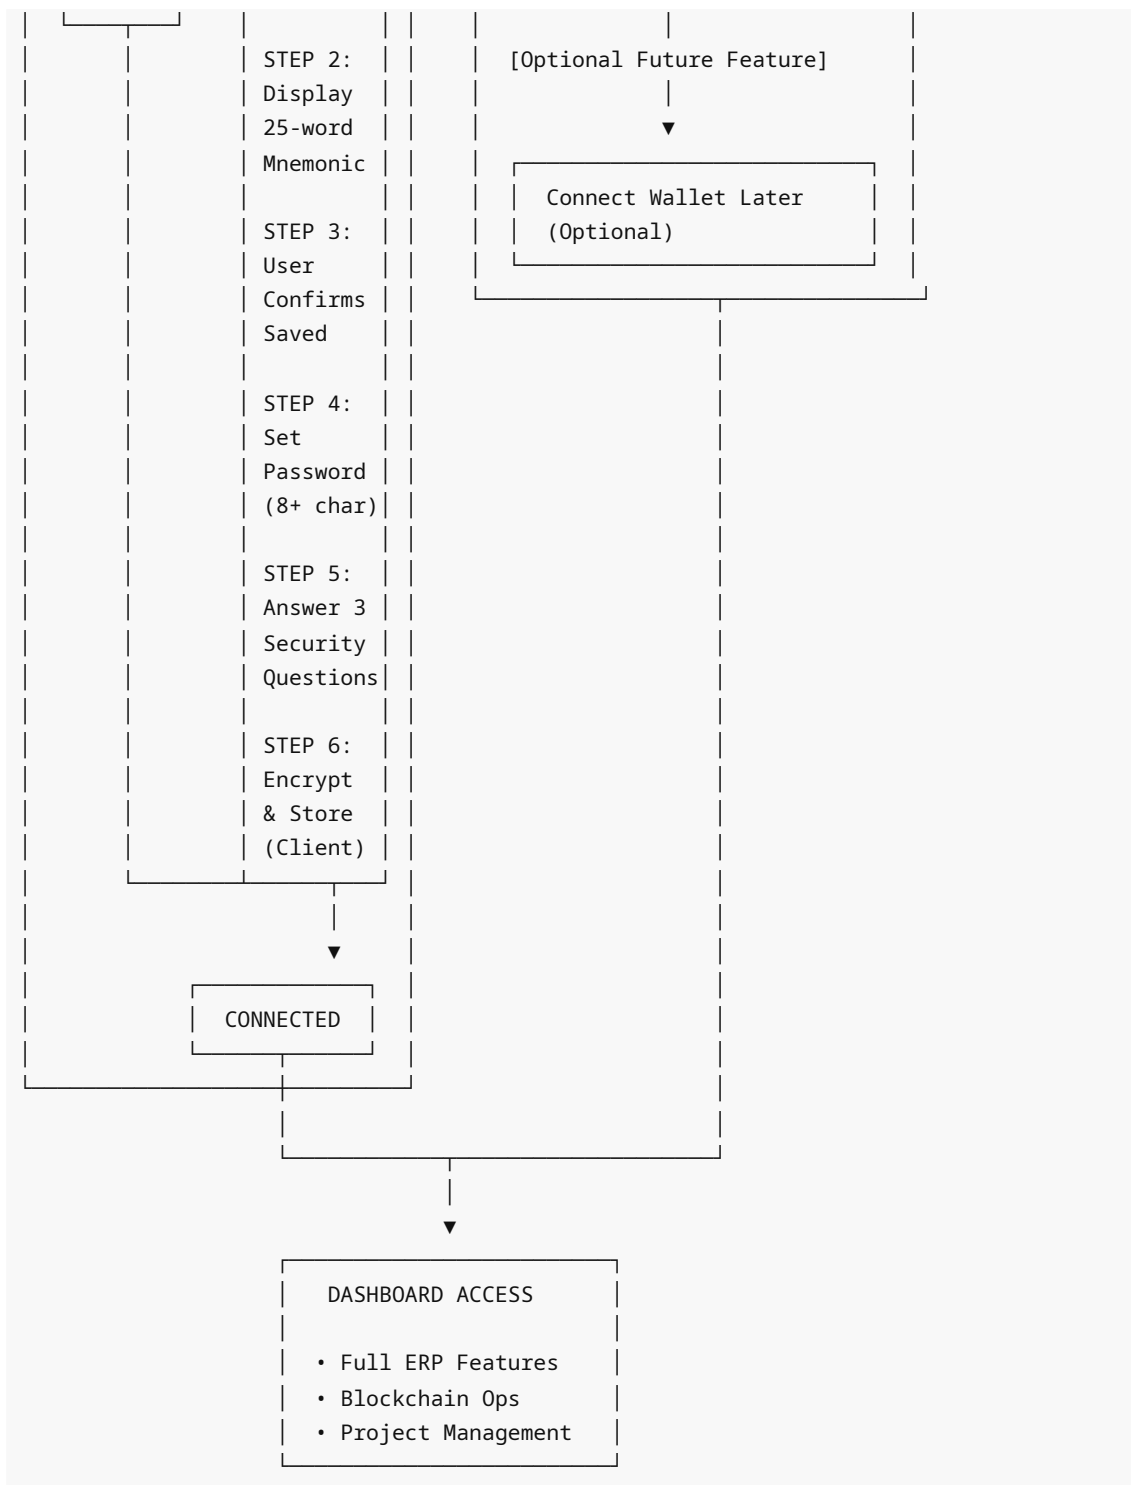 STEP 2:
Display
25-word
Mnemonic
STEP 3:
User
Confirms
Saved
STEP 4:
Set
Password
(8+ char)
STEP 5:
Answer 3
Security
Questions
STEP 6:
Encrypt
& Store
(Client)
CONNECTED
[Optional Future Feature]
▼
Connect Wallet Later
(Optional)
DASHBOARD ACCESS
• Full ERP Features
• Blockchain Ops
• Project Management